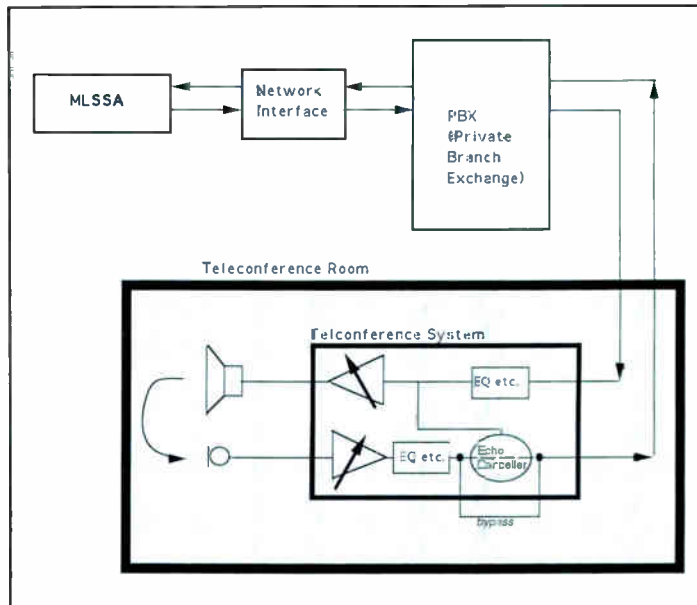 MLSSA
Network
Interface
PBX
(Private
Branch
Exchange)
Teleconference Room
Telconference System
EQ etc.
EQ etc.
Echo
Canceller
bypass